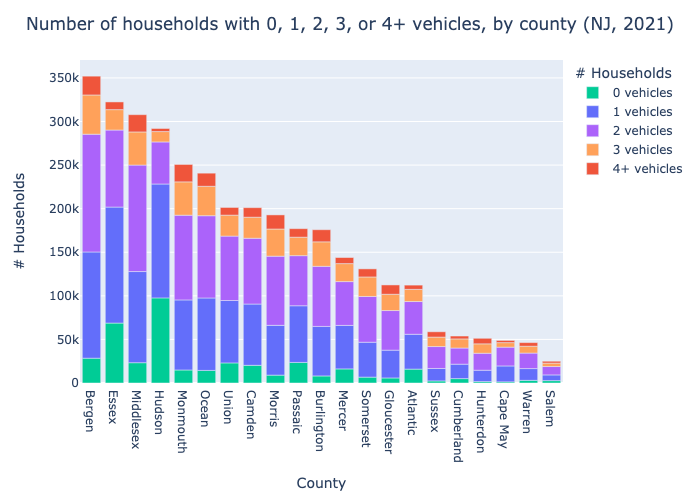 Number of households with 0, 1, 2, 3, or 4+ vehicles, by county (NJ, 2021)
# Households
0 vehicles
1 vehicles
2 vehicles
3 vehicles
4+ vehicles
# Households
350k
300k
250k
200k
150k
100k
50k
0
Bergen
Essex
Middlesex
Hudson
Monmouth
Ocean
Union
Camden
Morris
Passaic
Burlington
Mercer
Somerset
Gloucester
Atlantic
Sussex
Cumberland
Hunterdon
Cape May
Warren
Salem
County